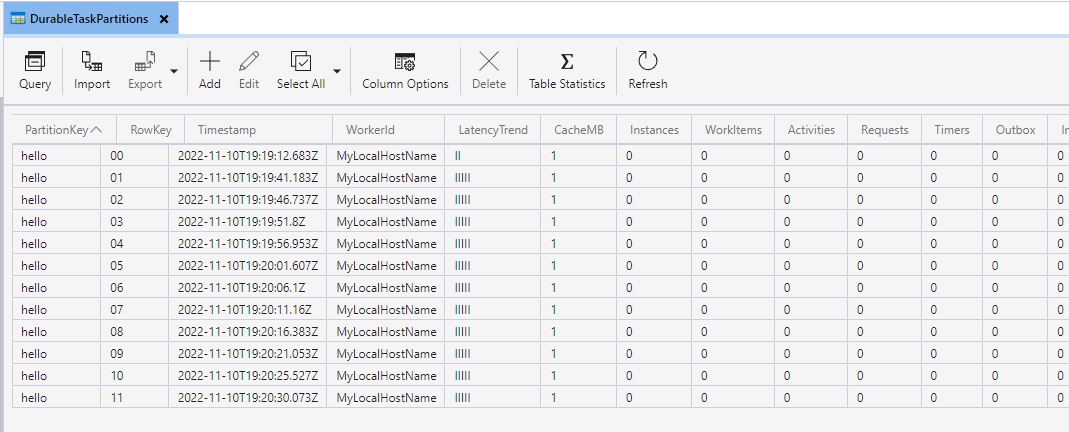 DurableTaskPartitions ×
Query Import Export Add Edit Select All Column Options Delete Σ Table Statistics Refresh
PartitionKey RowKey Timestamp WorkerId LatencyTrend CacheMB Instances WorkItems Activities Requests Timers Outbox In
hello 00 2022-11-10T19:19:12.683Z MyLocalHostName II 1 0 0 0 0 0 0 0
hello 01 2022-11-10T19:19:41.183Z MyLocalHostName IIIII 1 0 0 0 0 0 0 0
hello 02 2022-11-10T19:19:46.737Z MyLocalHostName IIIII 1 0 0 0 0 0 0 0
hello 03 2022-11-10T19:19:51.8Z MyLocalHostName IIIII 1 0 0 0 0 0 0 0
hello 04 2022-11-10T19:19:56.953Z MyLocalHostName IIIII 1 0 0 0 0 0 0 0
hello 05 2022-11-10T19:20:01.607Z MyLocalHostName IIIII 1 0 0 0 0 0 0 0
hello 06 2022-11-10T19:20:06.1Z MyLocalHostName IIIII 1 0 0 0 0 0 0 0
hello 07 2022-11-10T19:20:11.16Z MyLocalHostName IIIII 1 0 0 0 0 0 0 0
hello 08 2022-11-10T19:20:16.383Z MyLocalHostName IIIII 1 0 0 0 0 0 0 0
hello 09 2022-11-10T19:20:21.053Z MyLocalHostName IIIII 1 0 0 0 0 0 0 0
hello 10 2022-11-10T19:20:25.527Z MyLocalHostName IIIII 1 0 0 0 0 0 0 0
hello 11 2022-11-10T19:20:30.073Z MyLocalHostName IIIII 1 0 0 0 0 0 0 0